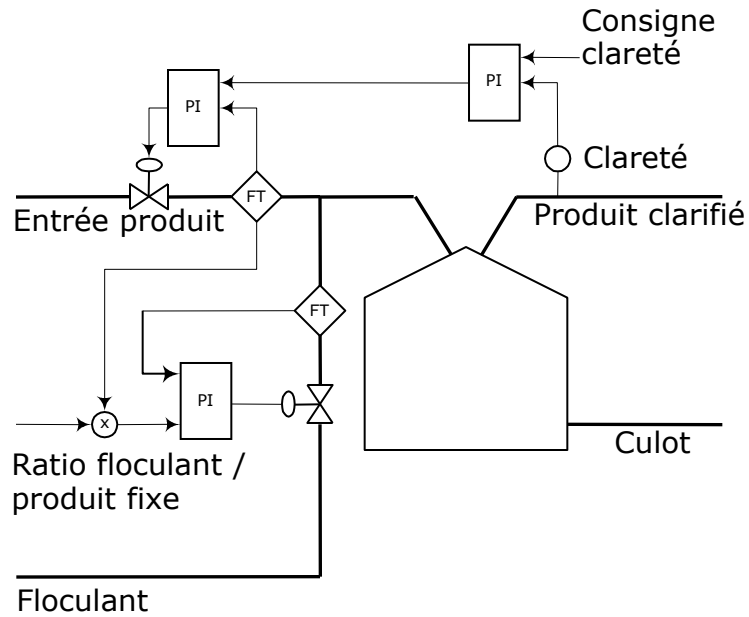 Consigne
clareté
PI
PI
Clareté
FT
Entrée produit
Produit clarifié
FT
PI
x
Culot
Ratio floculant /
produit fixe
Floculant